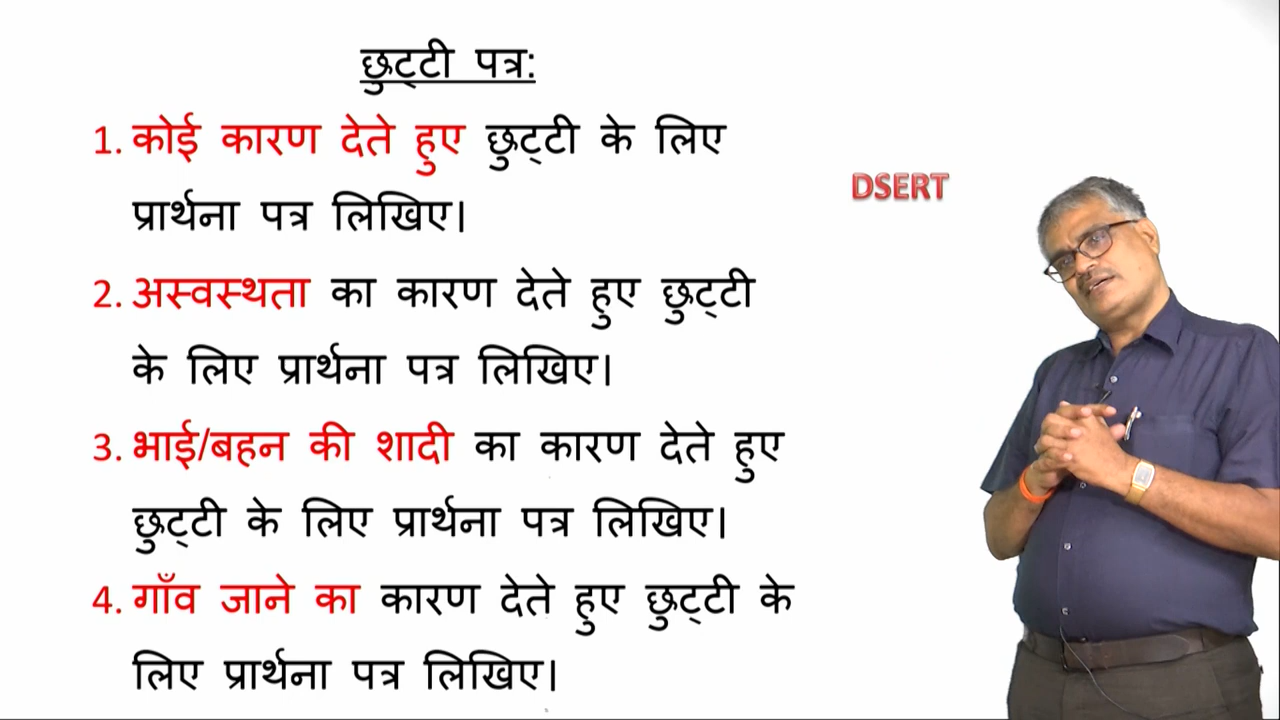 छुट्टी पत्र:
1. कोई कारण देते हुए छुट्टी के लिए
प्रार्थना पत्र लिखिए।
DSERT
2. अस्वस्थता का कारण देते हुए छुट्टी
के लिए प्रार्थना पत्र लिखिए।
3. भाई/बहन की शादी का कारण देते हुए
छुट्टी के लिए प्रार्थना पत्र लिखिए।
4. गाँव जाने का कारण देते हुए छुट्टी के
लिए प्रार्थना पत्र लिखिए।